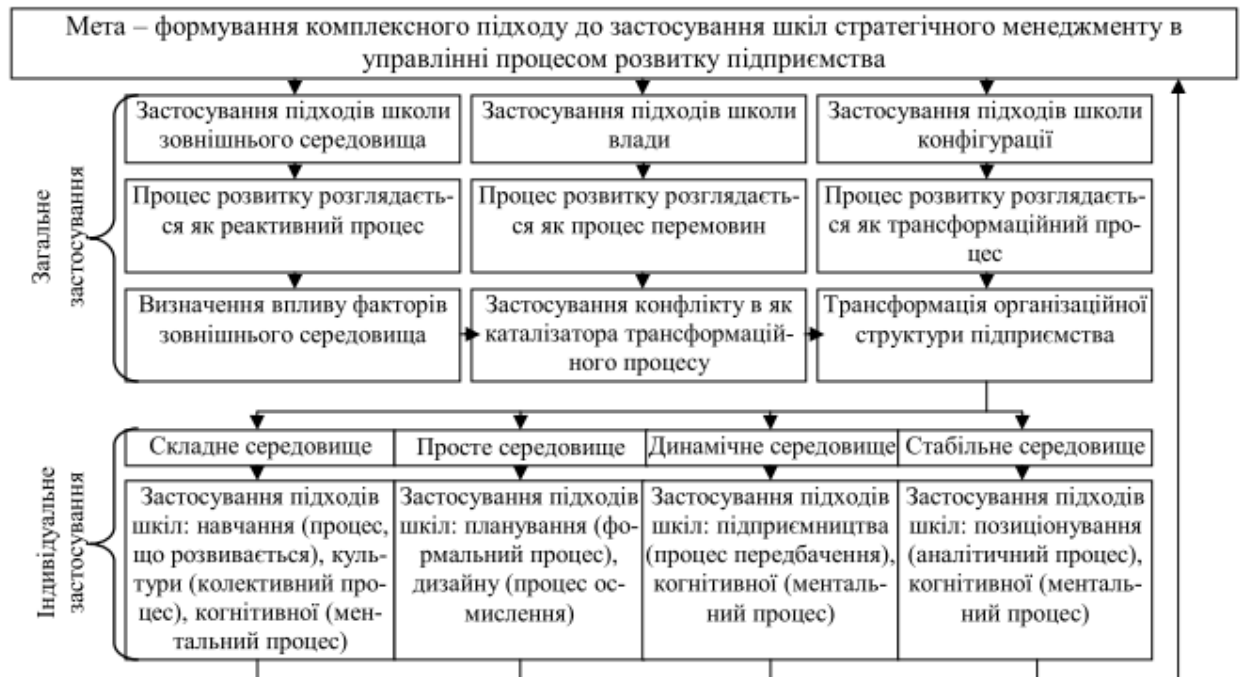 Мета – формування комплексного підходу до застосування шкіл стратегічного менеджменту в
управлінні процесом розвитку підприємства
Загальне
застосування
Застосування підходів школи
зовнішнього середовища
Застосування підходів школи
влади
Застосування підходів школи
конфігурації
Процес розвитку розглядаєть-
ся як реактивний процес
Процес розвитку розглядаєть-
ся як процес перемовин
Процес розвитку розглядаєть-
ся як трансформаційний про-
цес
Визначення впливу факторів
зовнішнього середовища
Застосування конфлікту в як
каталізатора трансформацій-
ного процесу
Трансформація організаційної
структури підприємства
Індивідуальне
застосування
Складне середовище
Просте середовище
Динамічне середовище
Стабільне середовище
Застосування підходів
шкіл: навчання (процес,
що розвивається), куль-
тури (колективний про-
цес), когнітивної (мен-
тальний процес)
Застосування підходів
шкіл: планування (фо-
рмальний процес),
дизайну (процес ос-
мислення)
Застосування підходів
шкіл: підприємництва
(процес передбачення),
когнітивної (менталь-
ний процес)
Застосування підходів
шкіл: позиціонування
(аналітичний процес),
когнітивної (менталь-
ний процес)